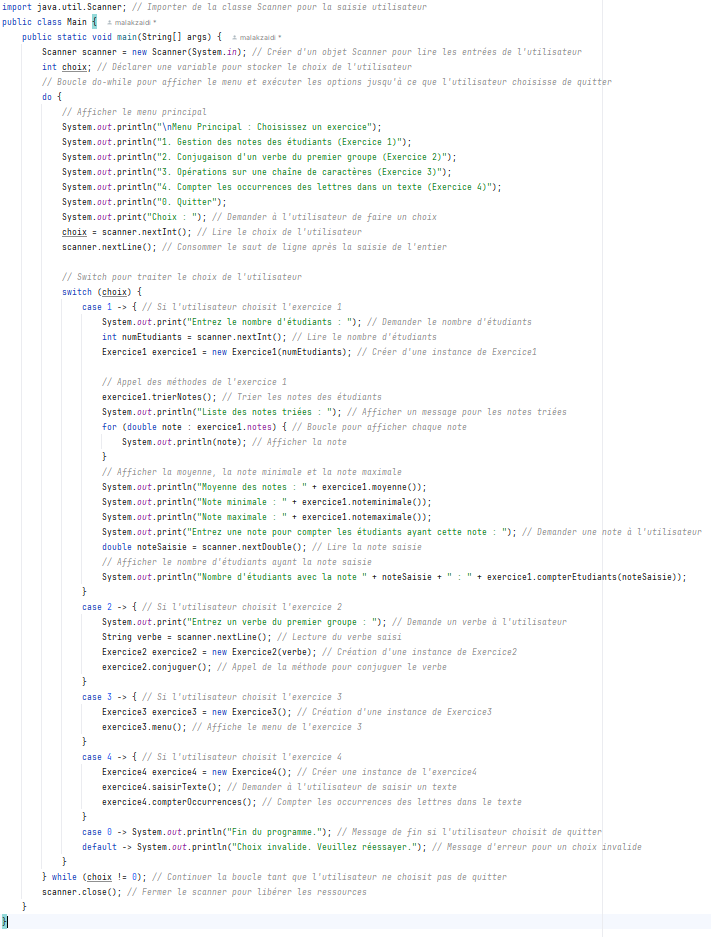 import java.util.Scanner; // Importer de la classe Scanner pour la saisie utilisateur
public class Main { malakzaidi *
public static void main(String[] args) { malakzaidi *
Scanner scanner = new Scanner(System.in); // Créer d'un objet Scanner pour lire les entrées de l'utilisateur
int choix; // Déclarer une variable pour stocker le choix de l'utilisateur
// Boucle do-while pour afficher le menu et exécuter les options jusqu'à ce que l'utilisateur choisisse de quitter
do {
// Afficher le menu principal
System.out.println("\nMenu Principal : Choisissez un exercice");
System.out.println("1. Gestion des notes des étudiants (Exercice 1)");
System.out.println("2. Conjugaison d'un verbe du premier groupe (Exercice 2)");
System.out.println("3. Opérations sur une chaîne de caractères (Exercice 3)");
System.out.println("4. Compter les occurrences des lettres dans un texte (Exercice 4)");
System.out.println("0. Quitter");
System.out.print("Choix : "); // Demander à l'utilisateur de faire un choix
choix = scanner.nextInt(); // Lire le choix de l'utilisateur
scanner.nextLine(); // Consommer le saut de ligne après la saisie de l'entier
// Switch pour traiter le choix de l'utilisateur
switch (choix) {
case 1 -> { // Si l'utilisateur choisit l'exercice 1
System.out.print("Entrez le nombre d'étudiants : "); // Demander le nombre d'étudiants
int numEtudiants = scanner.nextInt(); // Lire le nombre d'étudiants
Exercice1 exercice1 = new Exercice1(numEtudiants); // Créer d'une instance de Exercice1
// Appel des méthodes de l'exercice 1
exercice1.trierNotes(); // Trier les notes des étudiants
System.out.println("Liste des notes triées : "); // Afficher un message pour les notes triées
for (double note : exercice1.notes) { // Boucle pour afficher chaque note
System.out.println(note); // Afficher la note
}
// Afficher la moyenne, la note minimale et la note maximale
System.out.println("Moyenne des notes : " + exercice1.moyenne());
System.out.println("Note minimale : " + exercice1.noteminimale());
System.out.println("Note maximale : " + exercice1.notemaximale());
System.out.print("Entrez une note pour compter les étudiants ayant cette note : "); // Demander une note à l'utilisateur
double noteSaisie = scanner.nextDouble(); // Lire la note saisie
// Afficher le nombre d'étudiants ayant la note saisie
System.out.println("Nombre d'étudiants avec la note " + noteSaisie + " : " + exercice1.compterEtudiants(noteSaisie));
}
case 2 -> { // Si l'utilisateur choisit l'exercice 2
System.out.print("Entrez un verbe du premier groupe : "); // Demande un verbe à l'utilisateur
String verbe = scanner.nextLine(); // Lecture du verbe saisi
Exercice2 exercice2 = new Exercice2(verbe); // Création d'une instance de Exercice2
exercice2.conjuguer(); // Appel de la méthode pour conjuguer le verbe
}
case 3 -> { // Si l'utilisateur choisit l'exercice 3
Exercice3 exercice3 = new Exercice3(); // Création d'une instance de Exercice3
exercice3.menu(); // Affiche le menu de l'exercice 3
}
case 4 -> { // Si l'utilisateur choisit l'exercice 4
Exercice4 exercice4 = new Exercice4(); // Créer une instance de l'exercice4
exercice4.saisirTexte(); // Demander à l'utilisateur de saisir un texte
exercice4.compterOccurrences(); // Compter les occurrences des lettres dans le texte
}
case 0 -> System.out.println("Fin du programme."); // Message de fin si l'utilisateur choisit de quitter
default -> System.out.println("Choix invalide. Veuillez réessayer."); // Message d'erreur pour un choix invalide
}
} while (choix != 0); // Continuer la boucle tant que l'utilisateur ne choisit pas de quitter
scanner.close(); // Fermer le scanner pour libérer les ressources
}
}